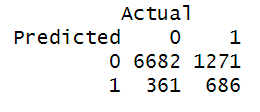 Actual
Predicted 0 1
0 6682 1271
1 361 686